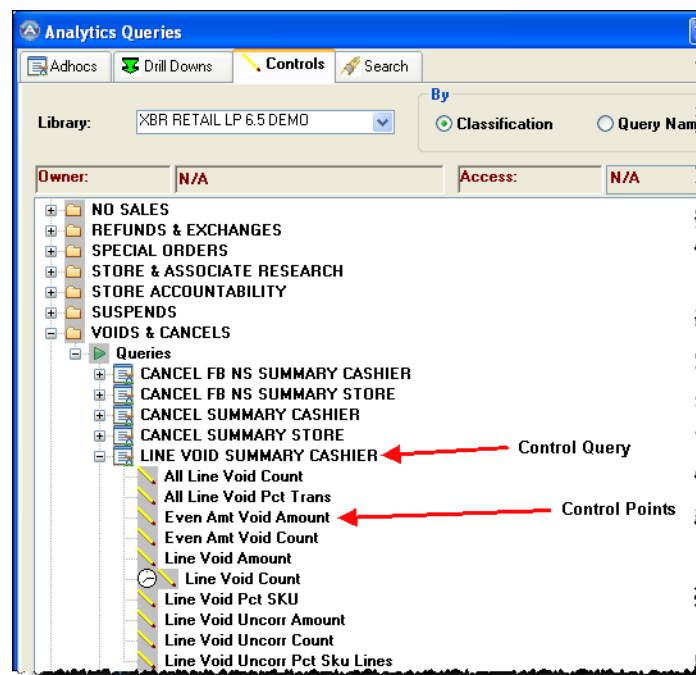 Analytics Queries
Adhocs Drill Downs Controls Search
By
Library: XBR RETAIL LP 6.5 DEMO Classification Query Nam
Owner: N/A Access: N/A
NO SALES
REFUNDS & EXCHANGES
SPECIAL ORDERS
STORE & ASSOCIATE RESEARCH
STORE ACCOUNTABILITY
SUSPENDS
VOIDS & CANCELS
Queries
CANCEL FB NS SUMMARY CASHIER
CANCEL FB NS SUMMARY STORE
CANCEL SUMMARY CASHIER
CANCEL SUMMARY STORE
LINE VOID SUMMARY CASHIER Control Query
All Line Void Count
All Line Void Pct Trans
Even Amt Void Amount Control Points
Even Amt Void Count
Line Void Amount
Line Void Count
Line Void Pct SKU
Line Void Uncorr Amount
Line Void Uncorr Count
Line Void Uncorr Pct Sku Lines